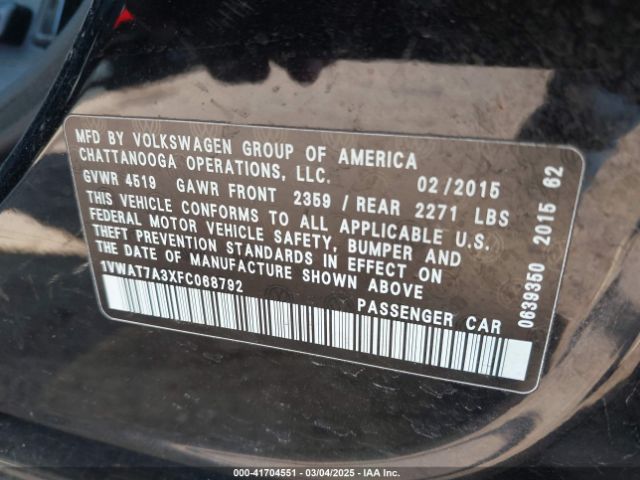 MFD BY VOLKSWAGEN GROUP OF AMERICA
CHATTANOOGA OPERATIONS, LLC. 02/2015
GVWR 4519 GAWR FRONT 2359 / REAR 2271 LBS
THIS VEHICLE CONFORMS TO ALL APPLICABLE U.S.
FEDERAL MOTOR VEHICLE SAFETY, BUMPER AND
THEFT PREVENTION STANDARDS IN EFFECT ON
THE DATE OF MANUFACTURE SHOWN ABOVE
1VWAT7A3XFC068792 PASSENGER CAR
0639350 2015 62
000-41704551 | 03/04/2025 - IAA Inc.